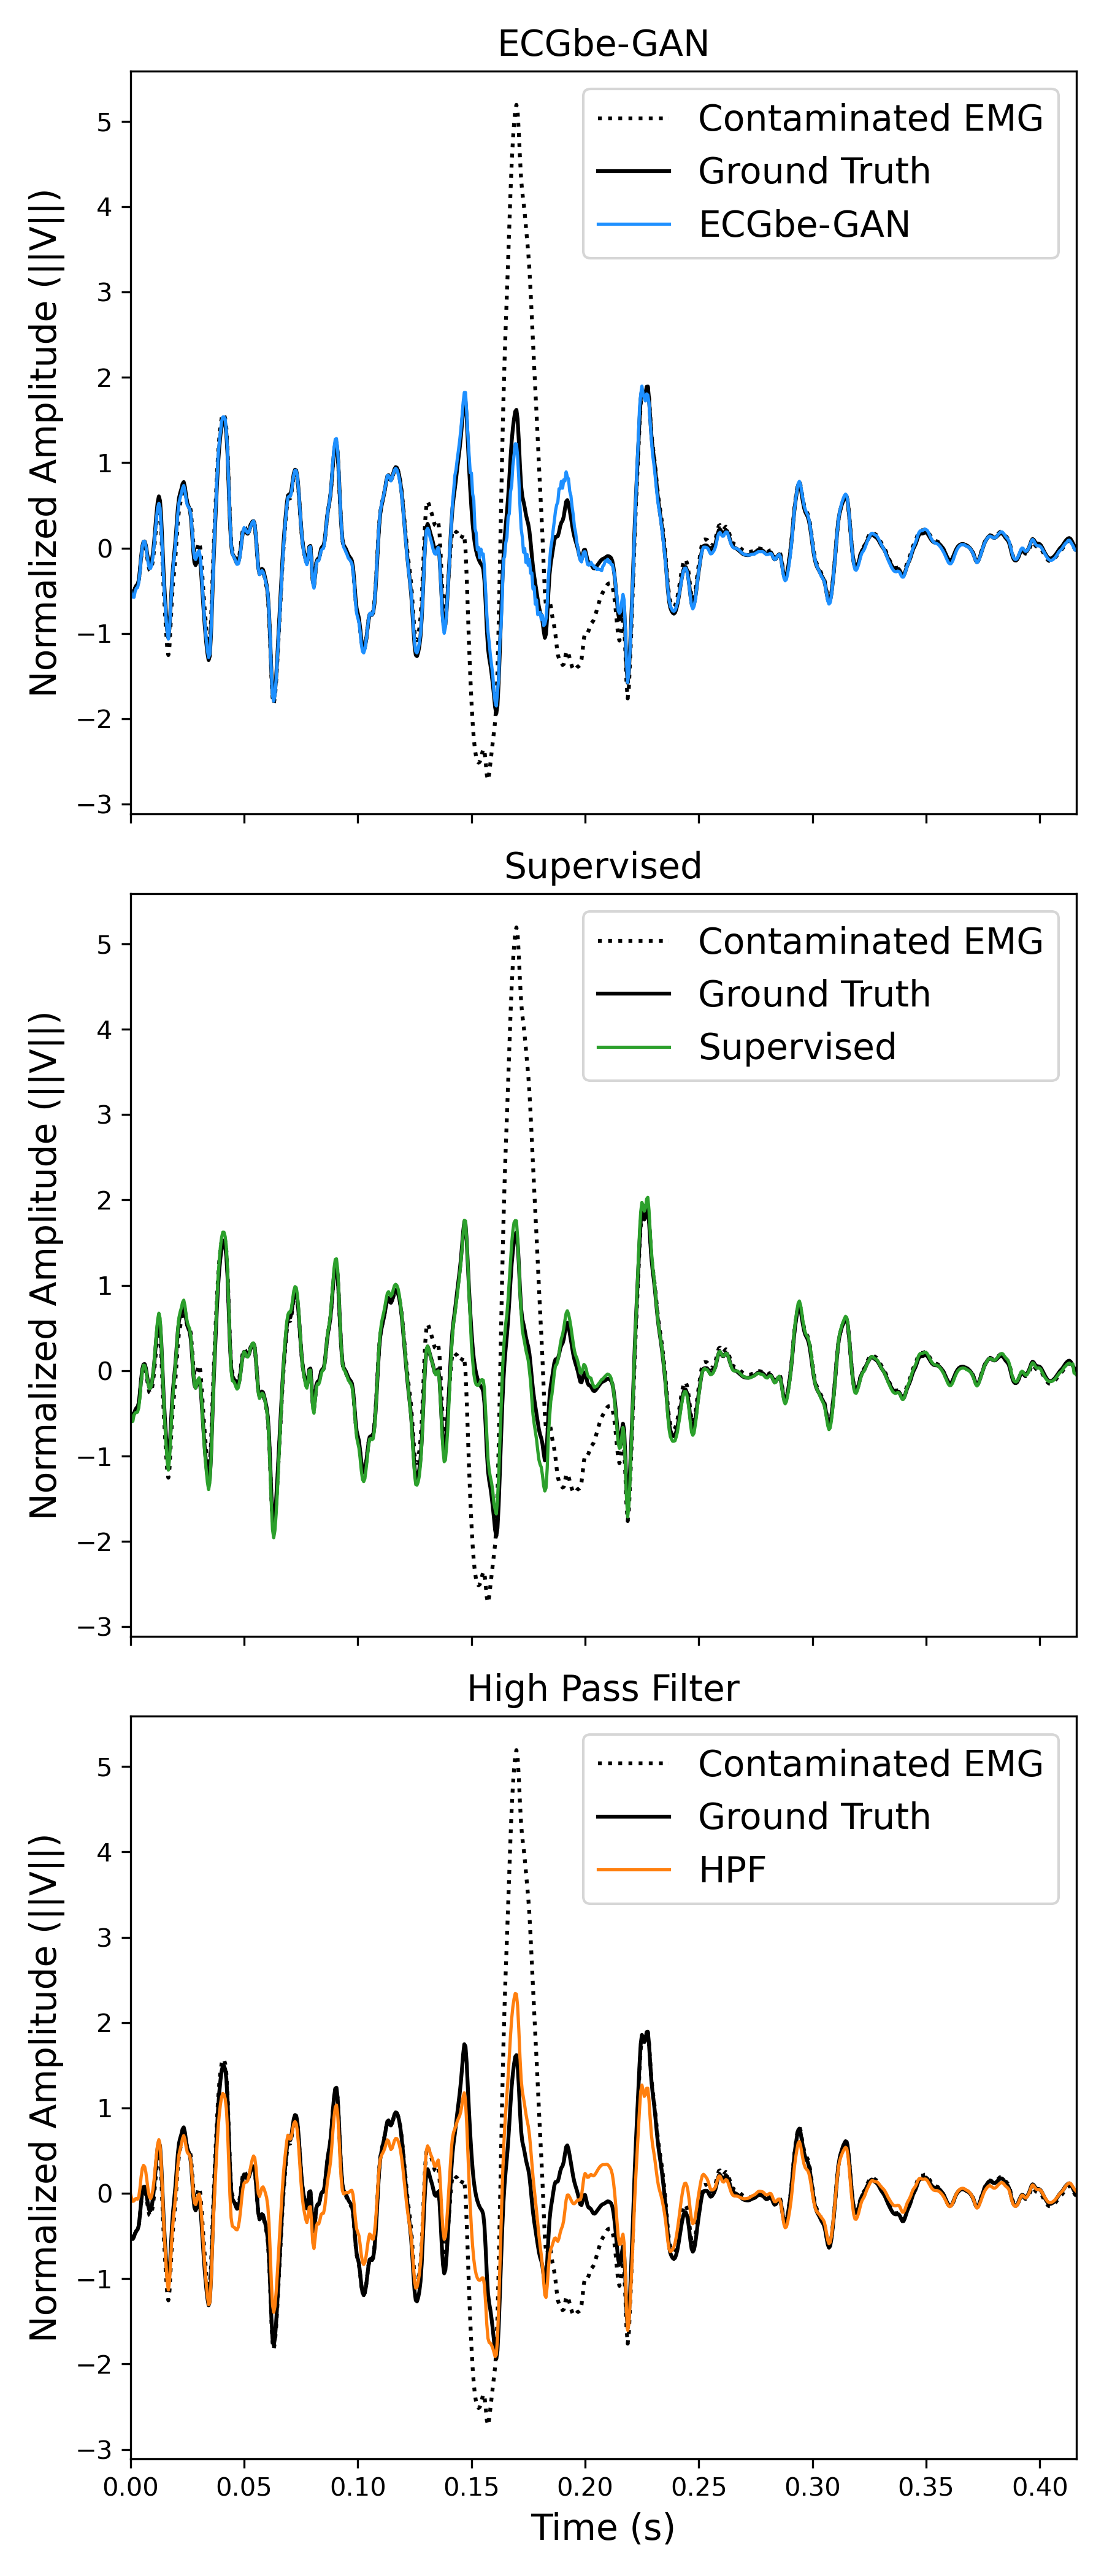 ECGbe-GAN
Normalized Amplitude (||V||)
5
4
3
2
1
0
−1
−2
−3
Contaminated EMG
Ground Truth
ECGbe-GAN
Supervised
Normalized Amplitude (||V||)
5
4
3
2
1
0
−1
−2
−3
Contaminated EMG
Ground Truth
Supervised
High Pass Filter
Normalized Amplitude (||V||)
5
4
3
2
1
0
−1
−2
−3
Contaminated EMG
Ground Truth
HPF
0.00 0.05 0.10 0.15 0.20 0.25 0.30 0.35 0.40
Time (s)